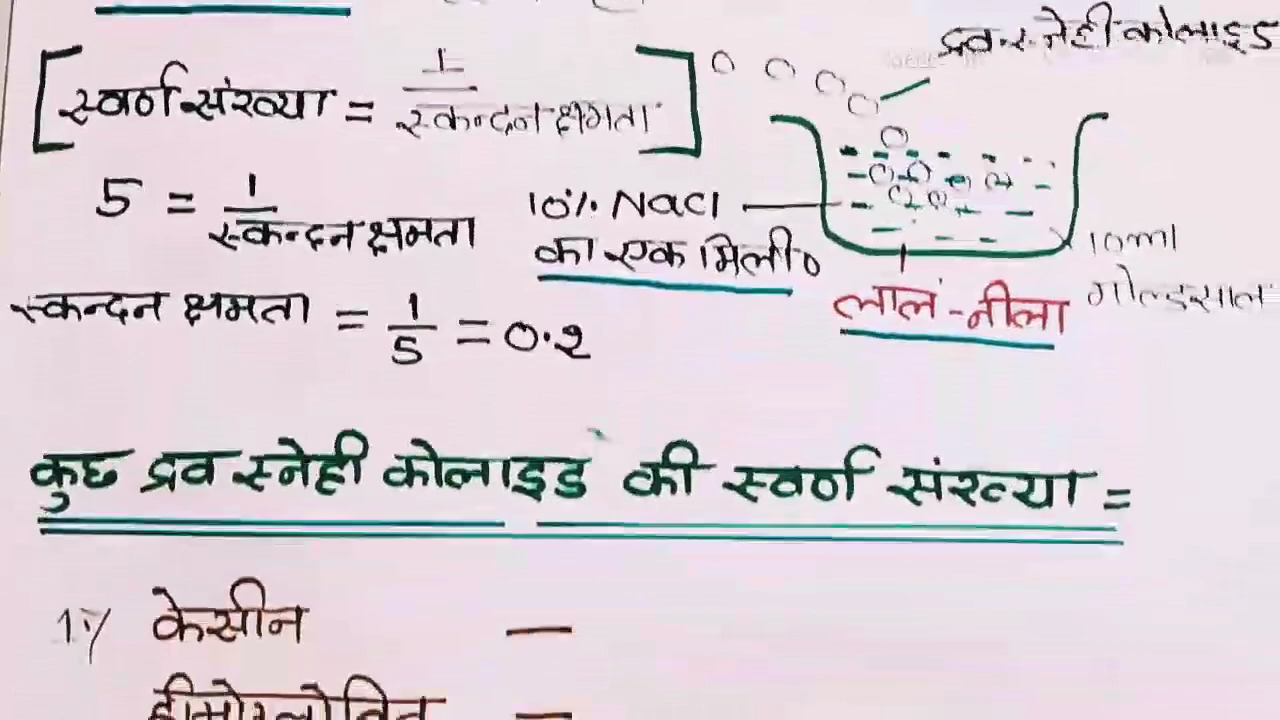 द्रव स्नेही कोलाइड
[स्वर्ण संख्या = 1/स्कन्दन क्षमता]
5 = 1/स्कन्दन क्षमता
10% NaCl
का एक मिली०
10ml
गोल्डसाल
लाल-नीला
स्कन्दन क्षमता = 1/5 = 0.2
कुछ द्रव स्नेही कोलाइड की स्वर्ण संख्या =
1.) केसीन —
हीमोग्लोबिन —